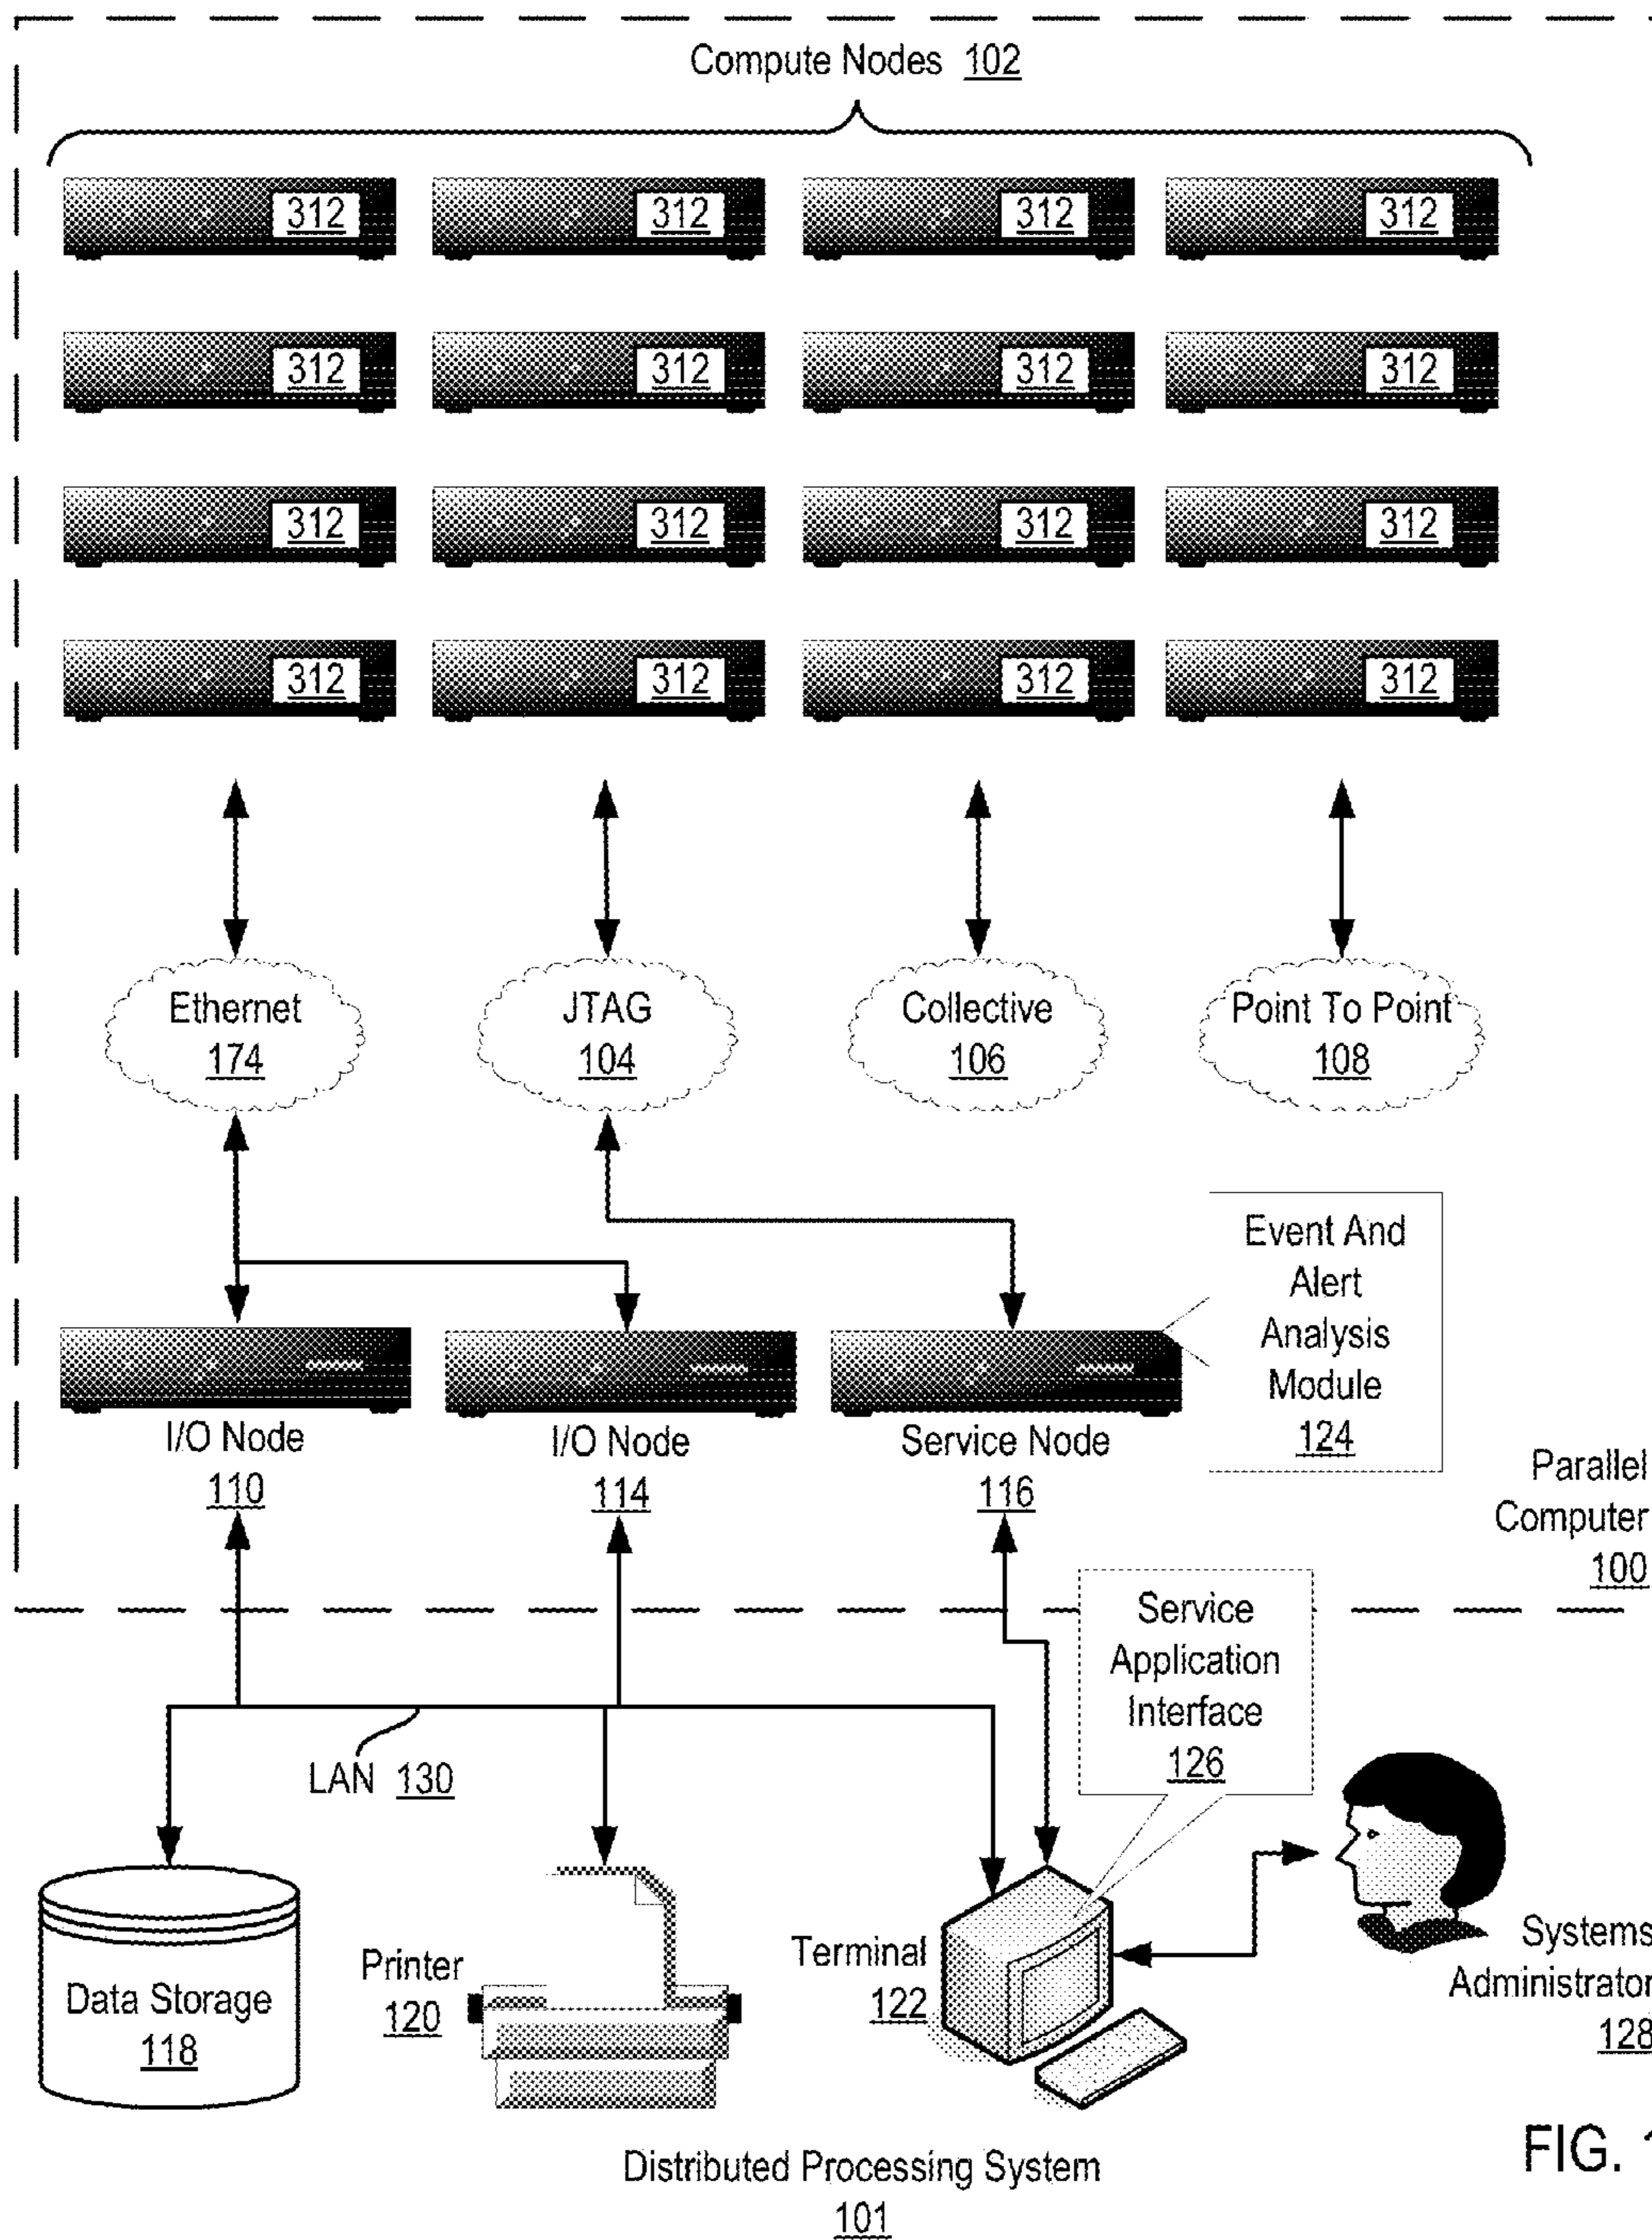 Compute Nodes 102
312 312 312 312
312 312 312 312
312 312 312 312
312 312 312 312
Ethernet
174
JTAG
104
Collective
106
Point To Point
108
Event And
Alert
Analysis
Module
124
I/O Node
110
I/O Node
114
Service Node
116
Parallel
Computer
100
Service
Application
Interface
126
LAN 130
Data Storage
118
Printer
120
Terminal
122
Systems
Administrator
128
Distributed Processing System
101
FIG. 1